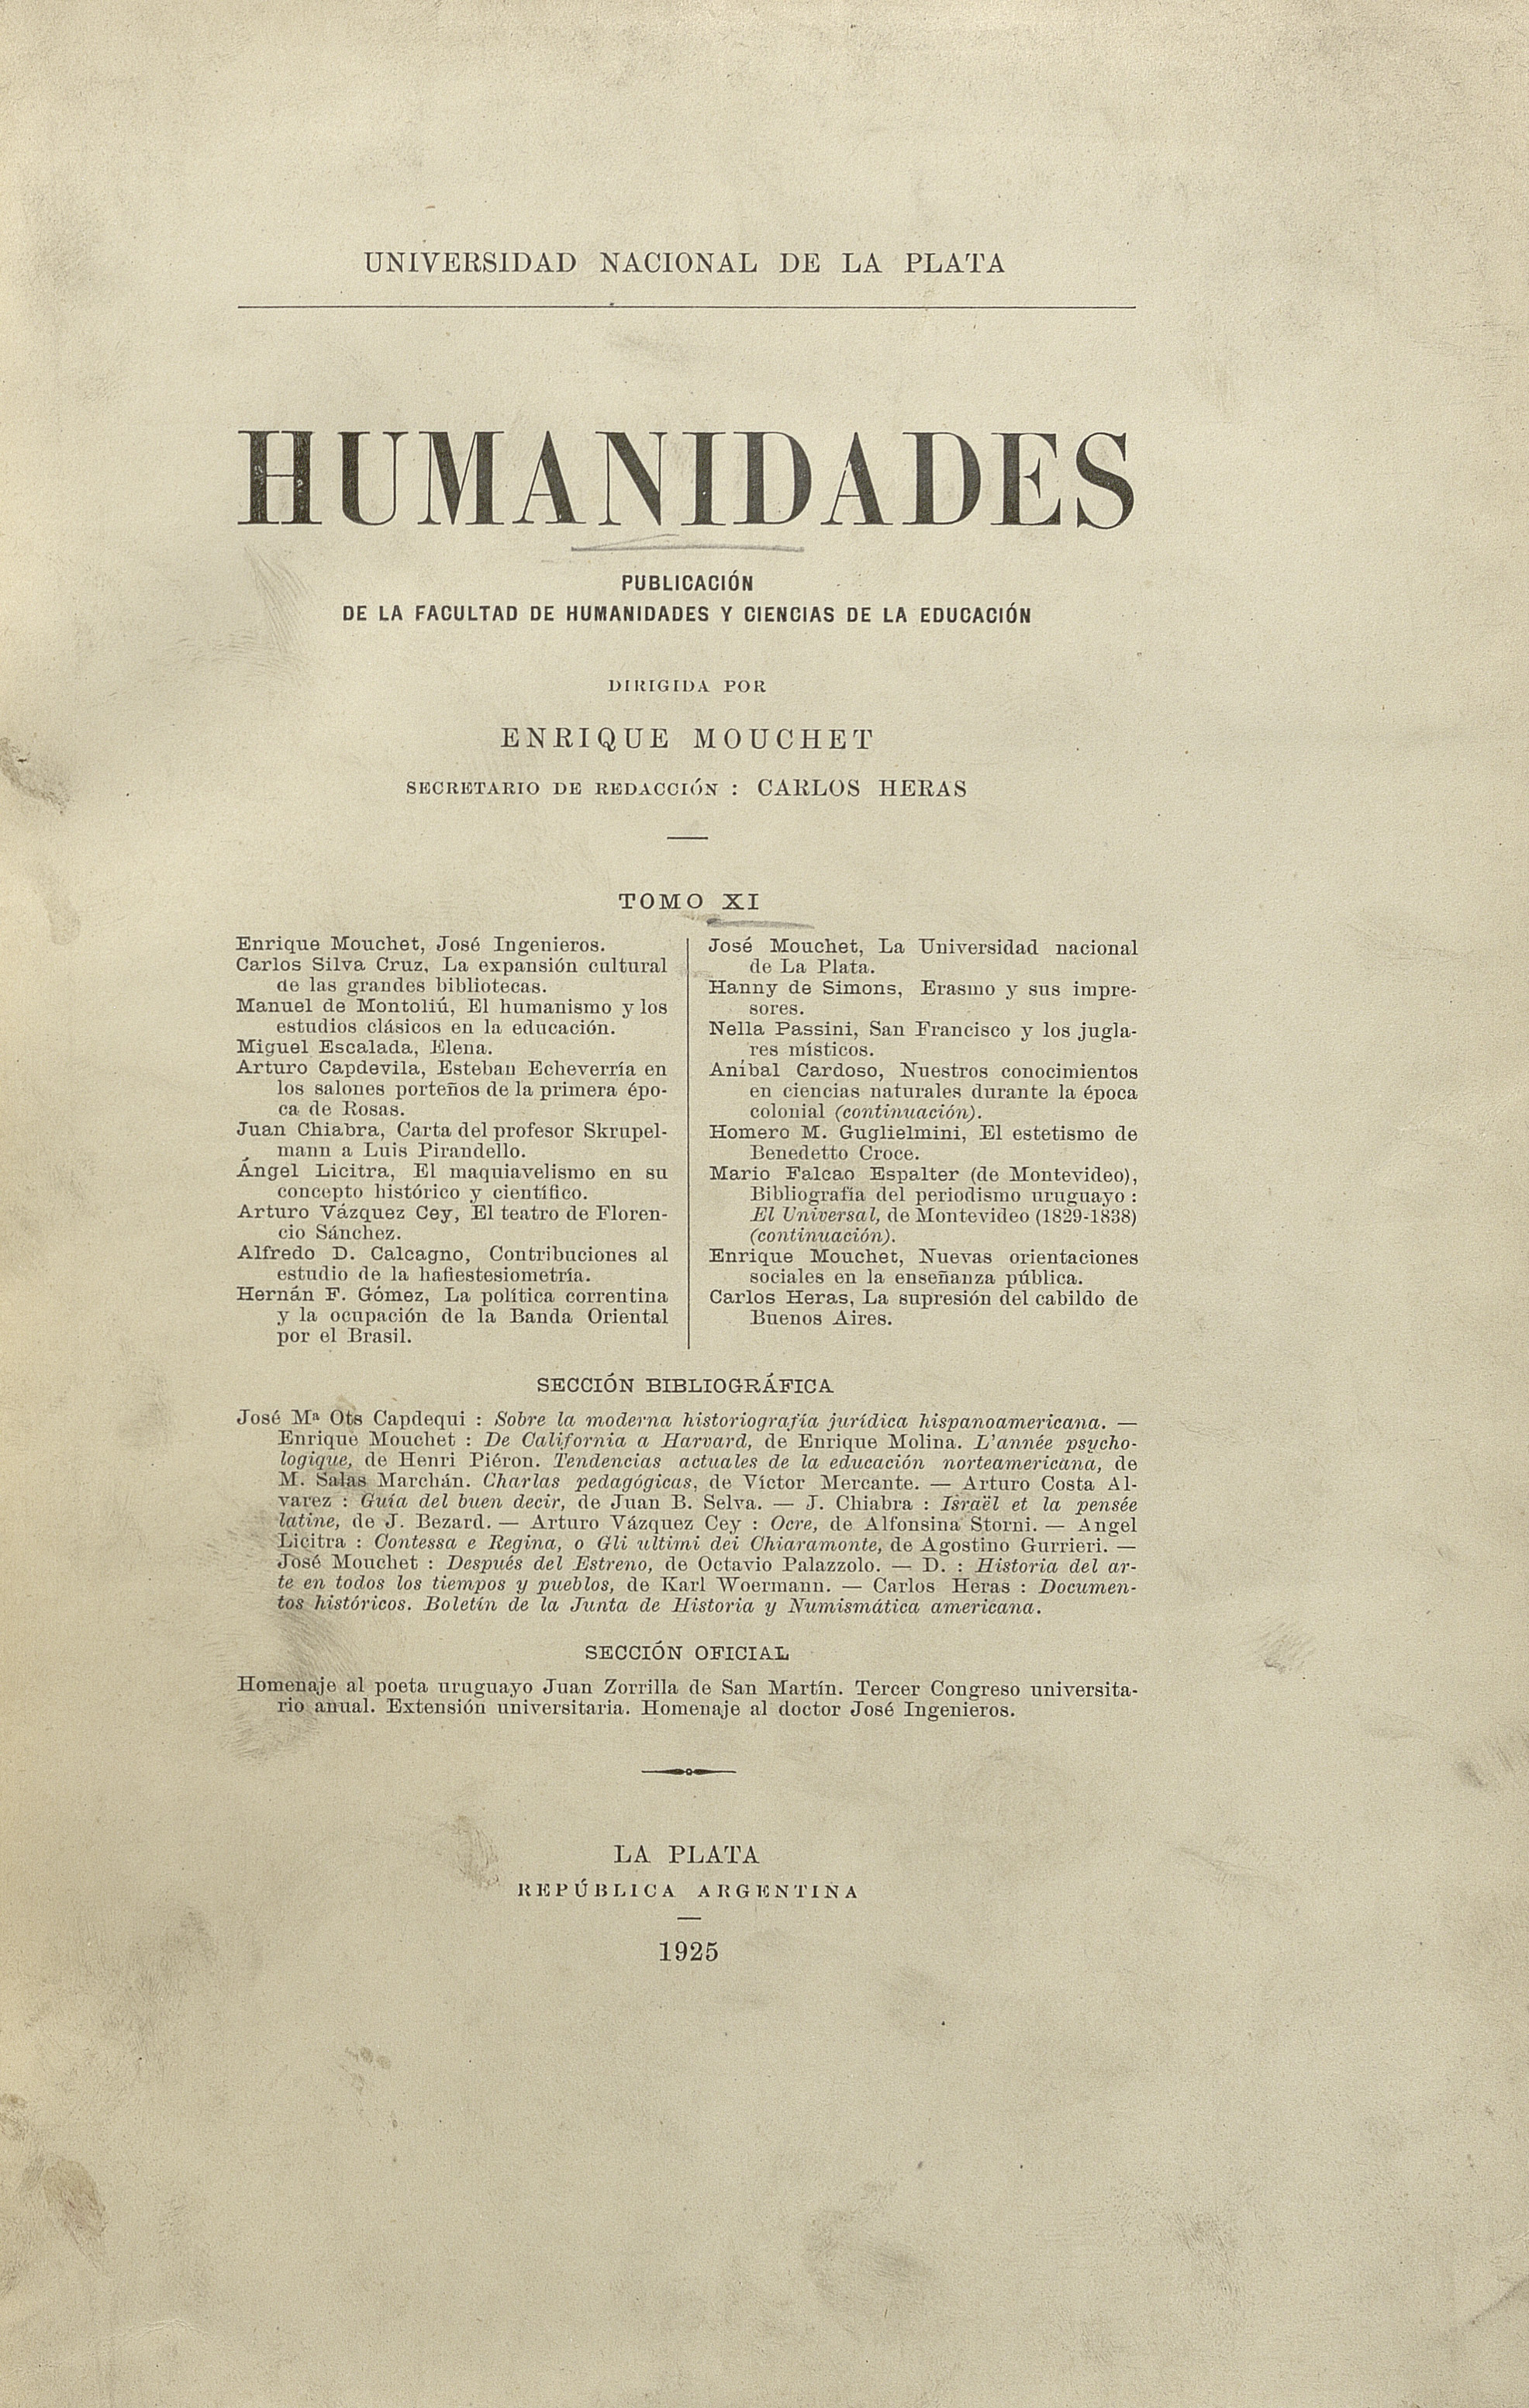 UNIVERSIDAD NACIONAL DE LA PLATA
HUMANIDADES
PUBLICACIÓN
DE LA FACULTAD DE HUMANIDADES Y CIENCIAS DE LA EDUCACIÓN
DIRIGIDA POR
ENRIQUE MOUCHET
SECRETARIO DE REDACCIÓN : CARLOS HERAS
TOMO XI
Enrique Mouchet, José Ingenieros.
Carlos Silva Cruz, La expansión cultural
de las grandes bibliotecas.
Manuel de Montoliú, El humanismo y los
estudios clásicos en la educación.
Miguel Escalada, Elena.
Arturo Capdevila, Esteban Echeverría en
los salones porteños de la primera épo-
ca de Rosas.
Juan Chiabra, Carta del profesor Skrupel-
mann a Luis Pirandello.
Ángel Licitra, El maquiavelismo en su
concepto histórico y científico.
Arturo Vázquez Cey, El teatro de Floren-
cio Sánchez.
Alfredo D. Calcagno, Contribuciones al
estudio de la hafiestesiometría.
Hernán F. Gómez, La política correntina
y la ocupación de la Banda Oriental
por el Brasil.
José Mouchet, La Universidad nacional
de La Plata.
Hanny de Simons, Erasmo y sus impre-
sores.
Nella Passini, San Francisco y los jugla-
res místicos.
Aníbal Cardoso, Nuestros conocimientos
en ciencias naturales durante la época
colonial (continuación).
Homero M. Guglielmini, El estetismo de
Benedetto Croce.
Mario Falcao Espalter (de Montevideo),
Bibliografía del periodismo uruguayo :
El Universal, de Montevideo (1829-1838)
(continuación).
Enrique Mouchet, Nuevas orientaciones
sociales en la enseñanza pública.
Carlos Heras, La supresión del cabildo de
Buenos Aires.
SECCIÓN BIBLIOGRÁFICA
José Mª Ots Capdequi : Sobre la moderna historiografía jurídica hispanoamericana. —
Enrique Mouchet : De California a Harvard, de Enrique Molina. L'année psycho-
logique, de Henri Piéron. Tendencias actuales de la educación norteamericana, de
M. Salas Marchán. Charlas pedagógicas, de Víctor Mercante. — Arturo Costa Al-
varez : Guía del buen decir, de Juan B. Selva. — J. Chiabra : Israël et la pensée
latine, de J. Bezard. — Arturo Vázquez Cey : Ocre, de Alfonsina Storni. — Angel
Licitra : Contessa e Regina, o Gli ultimi dei Chiaramonte, de Agostino Gurrieri. —
José Mouchet : Después del Estreno, de Octavio Palazzolo. — D. : Historia del ar-
te en todos los tiempos y pueblos, de Karl Woermann. — Carlos Heras : Documen-
tos históricos. Boletín de la Junta de Historia y Numismática americana.
SECCIÓN OFICIAL
Homenaje al poeta uruguayo Juan Zorrilla de San Martín. Tercer Congreso universita-
rio anual. Extensión universitaria. Homenaje al doctor José Ingenieros.
LA PLATA
REPÚBLICA ARGENTINA
1925